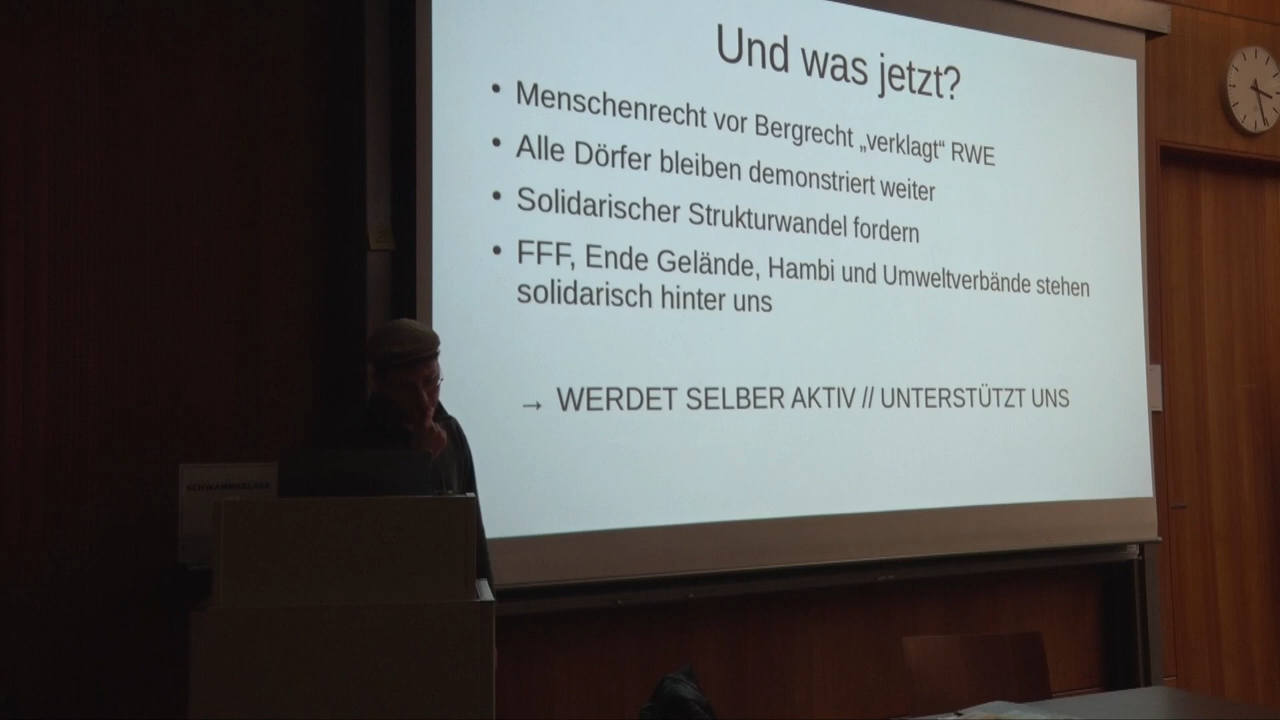 Und was jetzt?
• Menschenrecht vor Bergrecht „verklagt“ RWE
• Alle Dörfer bleiben demonstriert weiter
• Solidarischer Strukturwandel fordern
• FFF, Ende Gelände, Hambi und Umweltverbände stehen
solidarisch hinter uns
→ WERDET SELBER AKTIV // UNTERSTÜTZT UNS